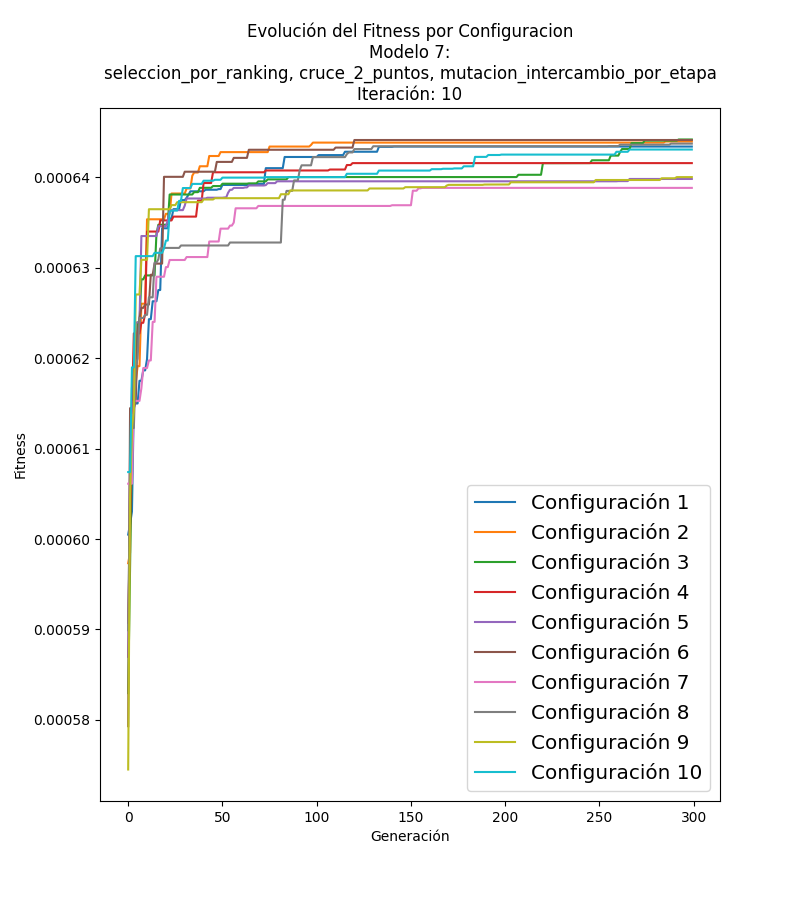 Evolución del Fitness por Configuracion
Modelo 7:
seleccion_por_ranking, cruce_2_puntos, mutacion_intercambio_por_etapa
Iteración: 10
Fitness
0.00064
0.00063
0.00062
0.00061
0.00060
0.00059
0.00058
Configuración 1
Configuración 2
Configuración 3
Configuración 4
Configuración 5
Configuración 6
Configuración 7
Configuración 8
Configuración 9
Configuración 10
0 50 100 150 200 250 300
Generación